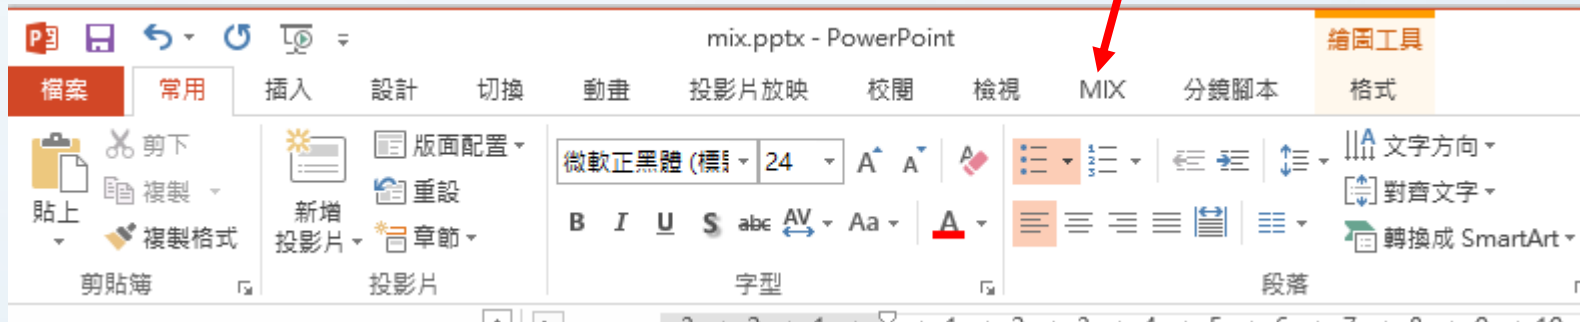 mix.pptx - PowerPoint
繪圖工具
檔案 常用 插入 設計 切換 動畫 投影片放映 校閱 檢視 MIX 分鏡腳本 格式
貼上
剪下
複製
複製格式
新增
投影片
版面配置
重設
章節
微軟正黑體 (標 24
B I U S abc AV Aa A
文字方向
對齊文字
轉換成 SmartArt
剪貼簿 投影片 字型 段落